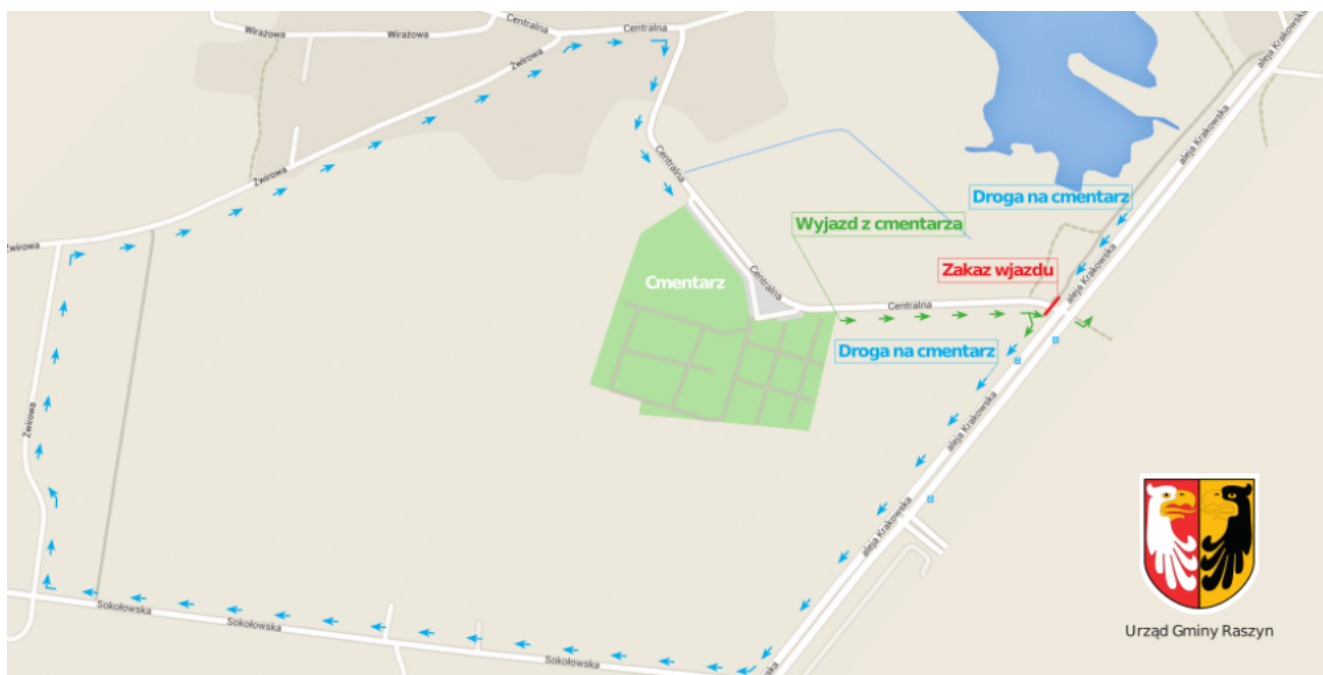 Centralna
Centralna
Wirażowa
Wirażowa
Żwirowa
aleja Krakowska
aleja Krakowska
aleja Krakowska
Centralna
Żwirowa
Droga na cmentarz
Wyjazd z cmentarza
Żwirowa
Zakaz wjazdu
Cmentarz
Centralna
aleja Krakowska
Centralna
Droga na cmentarz
Żwirowa
aleja Krakowska
aleja Krakowska
Sokołowska
Sokołowska
Sokołowska
Urząd Gminy Raszyn